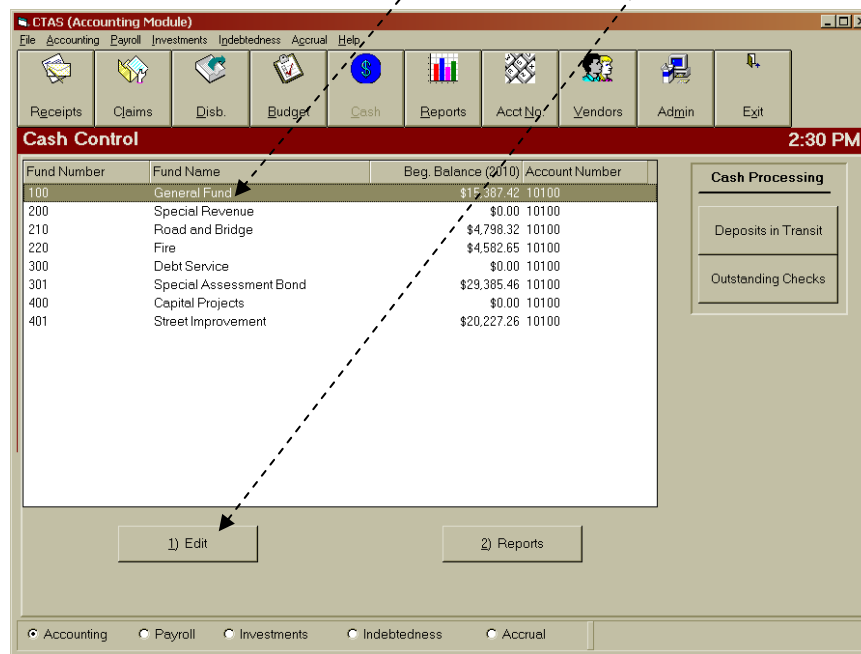 CTAS (Accounting Module)
File Accounting Payroll Investments Indebtedness Accrual Help
Receipts Claims Disb. Budget Cash Reports Acct No. Vendors Admin Exit
Cash Control 2:30 PM
Fund Number Fund Name Beg. Balance (2010) Account Number
100 General Fund $15,387.42 10100
200 Special Revenue $0.00 10100
210 Road and Bridge $4,798.32 10100
220 Fire $4,582.65 10100
300 Debt Service $0.00 10100
301 Special Assessment Bond $29,385.46 10100
400 Capital Projects $0.00 10100
401 Street Improvement $20,227.26 10100
Cash Processing
Deposits in Transit
Outstanding Checks
1) Edit 2) Reports
Accounting Payroll Investments Indebtedness Accrual